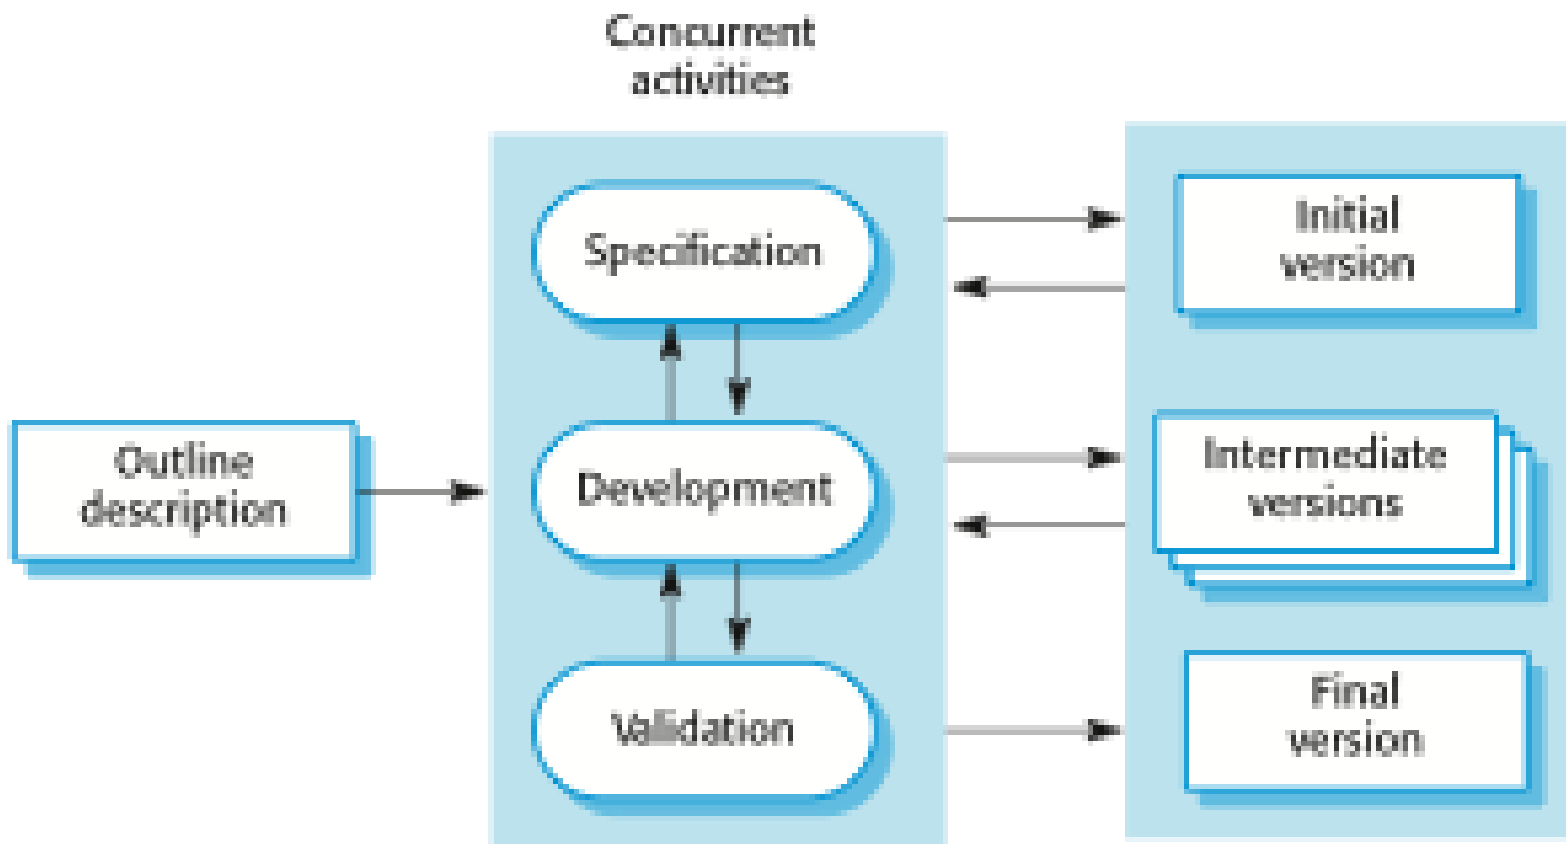 Concurrent
activities
Specification
Initial
version
Outline
description
Development
Intermediate
versions
Validation
Final
version